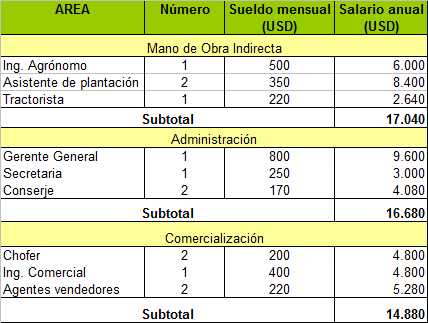 AREA Número Sueldo mensual (USD) Salario anual (USD)
Mano de Obra Indirecta
Ing. Agrónomo 1 500 6.000
Asistente de plantación 2 350 8.400
Tractorista 1 220 2.640
Subtotal 17.040
Administración
Gerente General 1 800 9.600
Secretaria 1 250 3.000
Conserje 2 170 4.080
Subtotal 16.680
Comercialización
Chofer 2 200 4.800
Ing. Comercial 1 400 4.800
Agentes vendedores 2 220 5.280
Subtotal 14.880